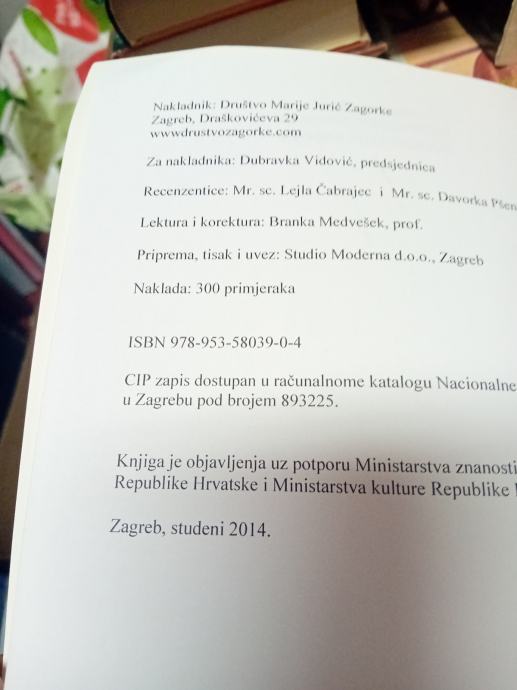 Nakladnik: Društvo Marije Jurić Zagorke
Zagreb, Draškovićeva 29
wwwdrustvozagorke.com
Za nakladnika: Dubravka Vidović, predsjednica
Recenzentice: Mr. sc. Lejla Čabrajec i Mr. sc. Davorka Pšen
Lektura i korektura: Branka Medvešek, prof.
Priprema, tisak i uvez: Studio Moderna d.o.o., Zagreb
Naklada: 300 primjeraka
ISBN 978-953-58039-0-4
CIP zapis dostupan u računalnome katalogu Nacionalne
u Zagrebu pod brojem 893225.
Knjiga je objavljenja uz potporu Ministarstva znanosti
Republike Hrvatske i Ministarstva kulture Republike
Zagreb, studeni 2014.